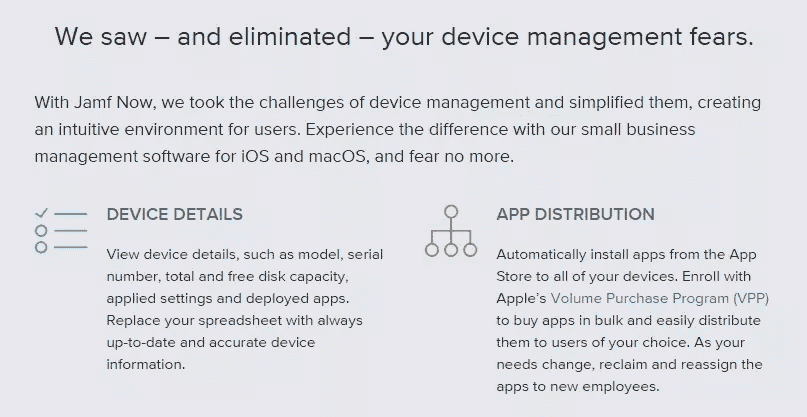 We saw – and eliminated – your device management fears.
With Jamf Now, we took the challenges of device management and simplified them, creating
an intuitive environment for users. Experience the difference with our small business
management software for iOS and macOS, and fear no more.
DEVICE DETAILS
View device details, such as model, serial
number, total and free disk capacity,
applied settings and deployed apps.
Replace your spreadsheet with always
up-to-date and accurate device
information.
APP DISTRIBUTION
Automatically install apps from the App
Store to all of your devices. Enroll with
Apple's Volume Purchase Program (VPP)
to buy apps in bulk and easily distribute
them to users of your choice. As your
needs change, reclaim and reassign the
apps to new employees.